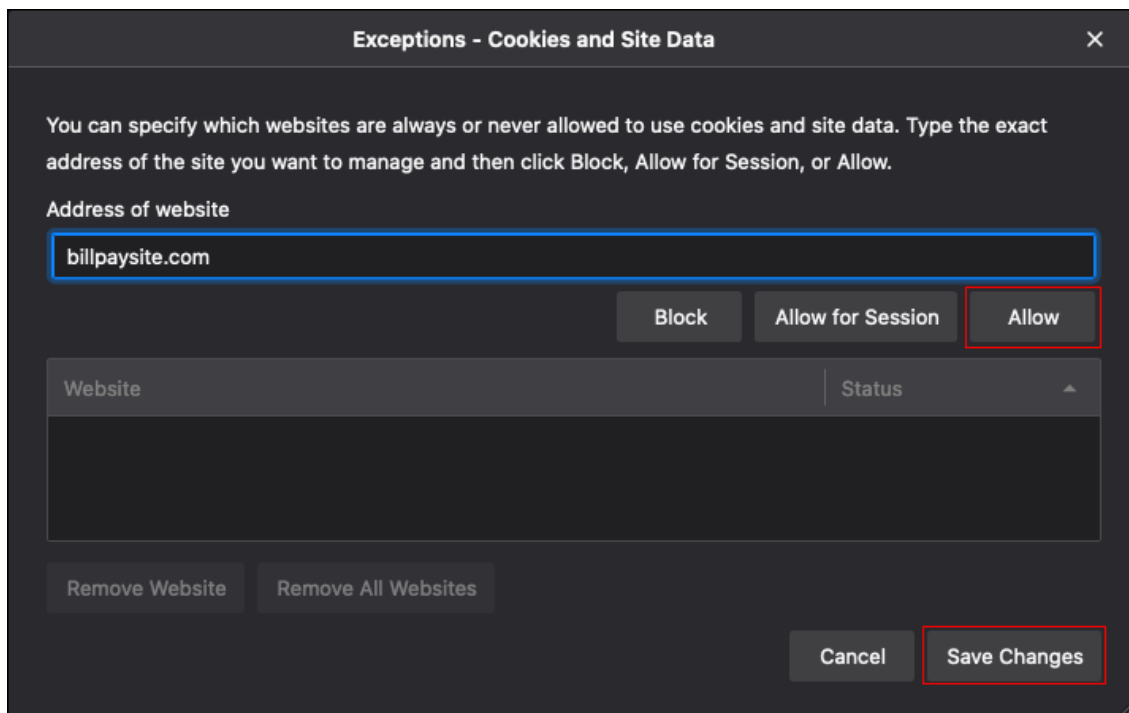 Exceptions - Cookies and Site Data
You can specify which websites are always or never allowed to use cookies and site data. Type the exact
address of the site you want to manage and then click Block, Allow for Session, or Allow.
Address of website
billpaysite.com
Block Allow for Session Allow
Website Status
Remove Website Remove All Websites
Cancel Save Changes